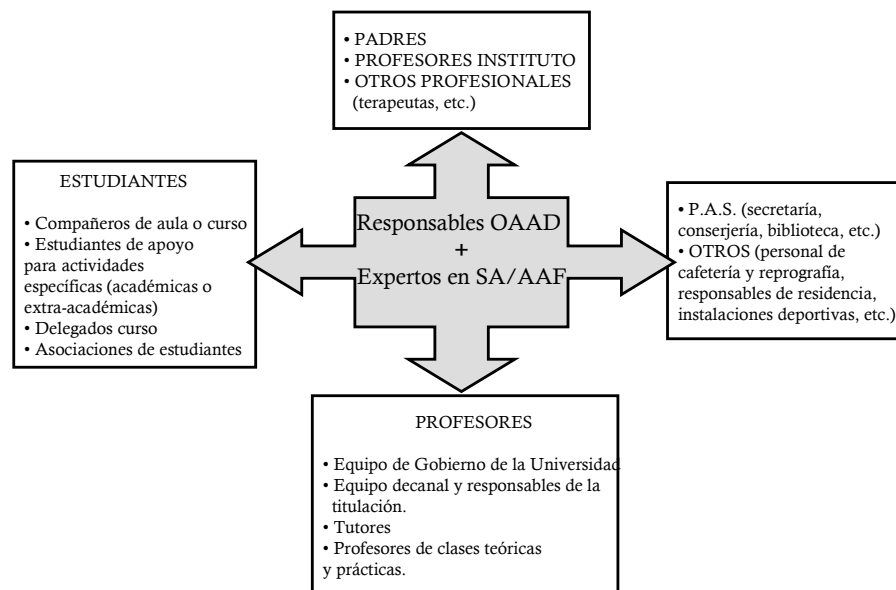 • PADRES
• PROFESORES INSTITUTO
• OTROS PROFESIONALES
(terapeutas, etc.)
ESTUDIANTES
• Compañeros de aula o curso
• Estudiantes de apoyo
para actividades
específicas (académicas o
extra-académicas)
• Delegados curso
• Asociaciones de estudiantes
Responsables OAAD
+
Expertos en SA/AAF
• P.A.S. (secretaría,
conserjería, biblioteca, etc.)
• OTROS (personal de
cafetería y reprografía,
responsables de residencia,
instalaciones deportivas, etc.)
PROFESORES
• Equipo de Gobierno de la Universidad
• Equipo decanal y responsables de la
titulación.
• Tutores
• Profesores de clases teóricas
y prácticas.